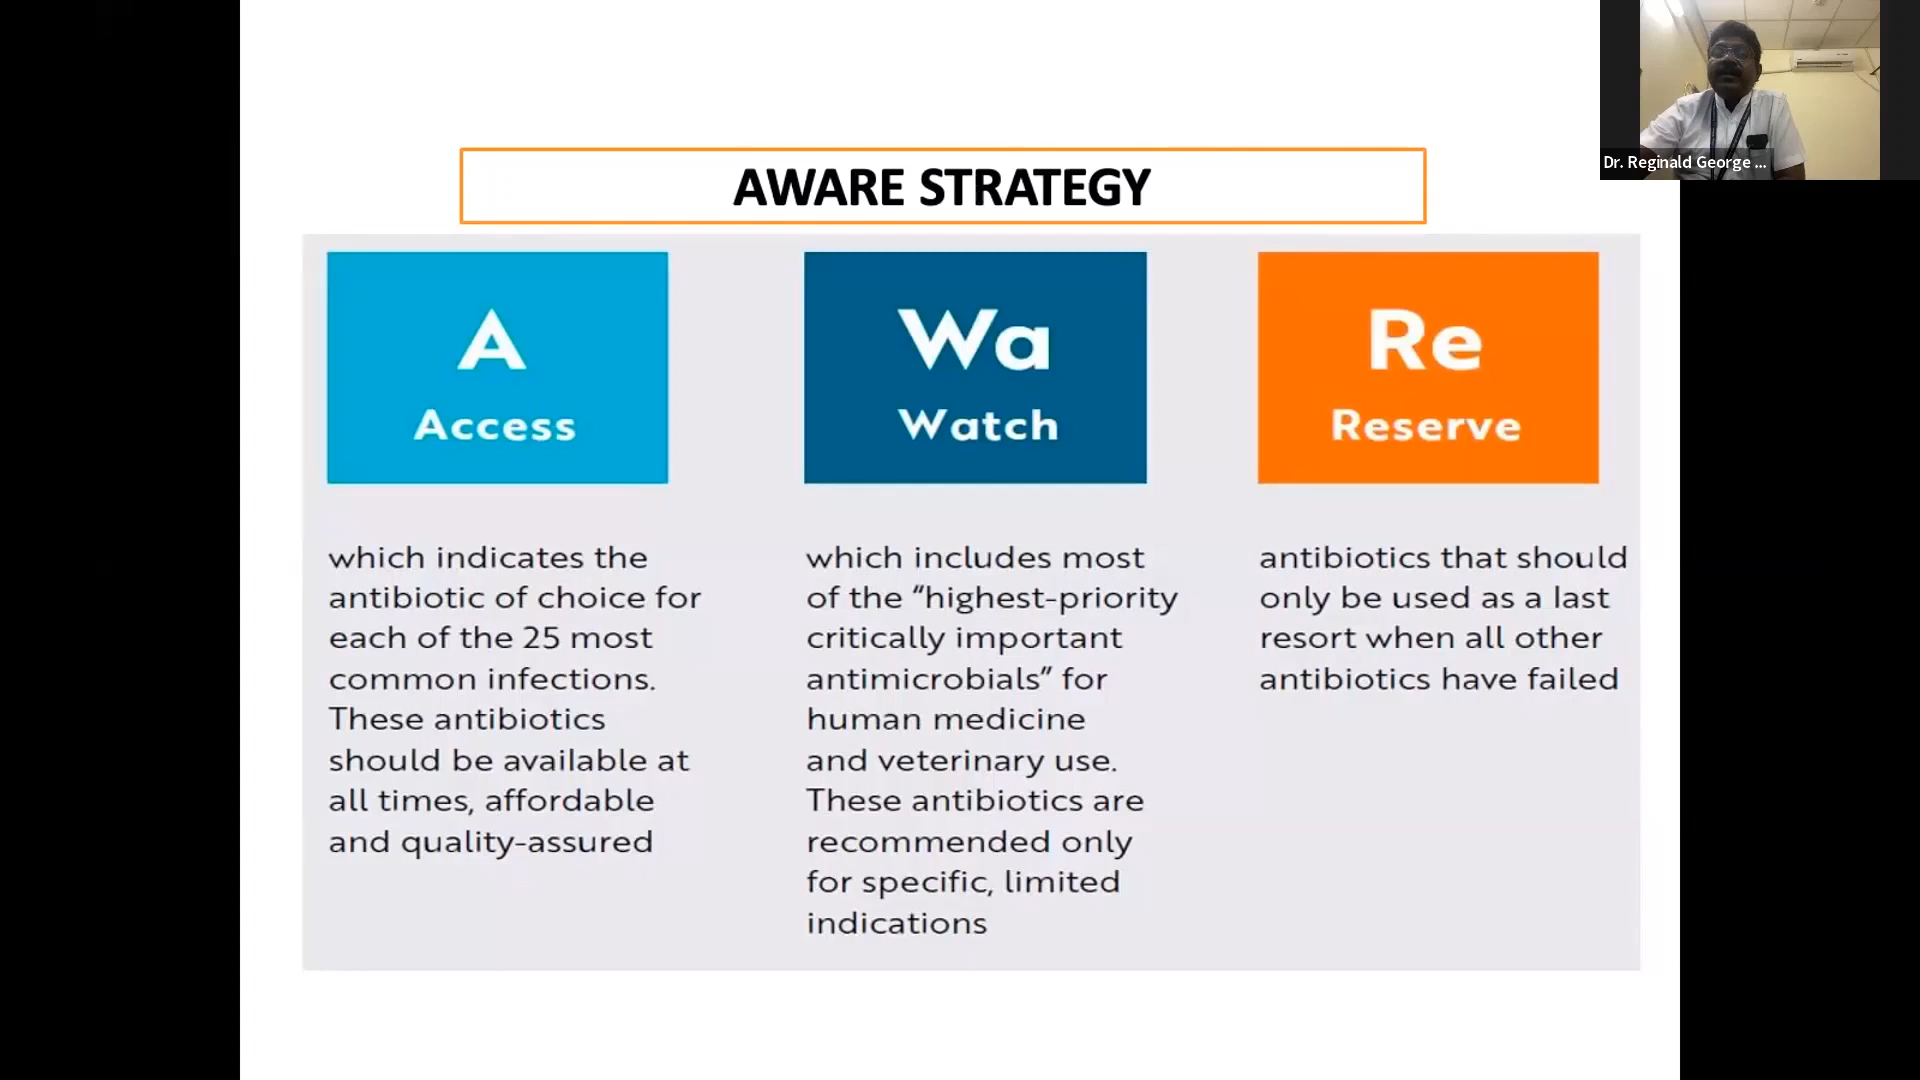 Dr. Reginald George ...
AWARE STRATEGY
A
Access
which indicates the
antibiotic of choice for
each of the 25 most
common infections.
These antibiotics
should be available at
all times, affordable
and quality-assured
Wa
Watch
which includes most
of the “highest-priority
critically important
antimicrobials” for
human medicine
and veterinary use.
These antibiotics are
recommended only
for specific, limited
indications
Re
Reserve
antibiotics that should
only be used as a last
resort when all other
antibiotics have failed